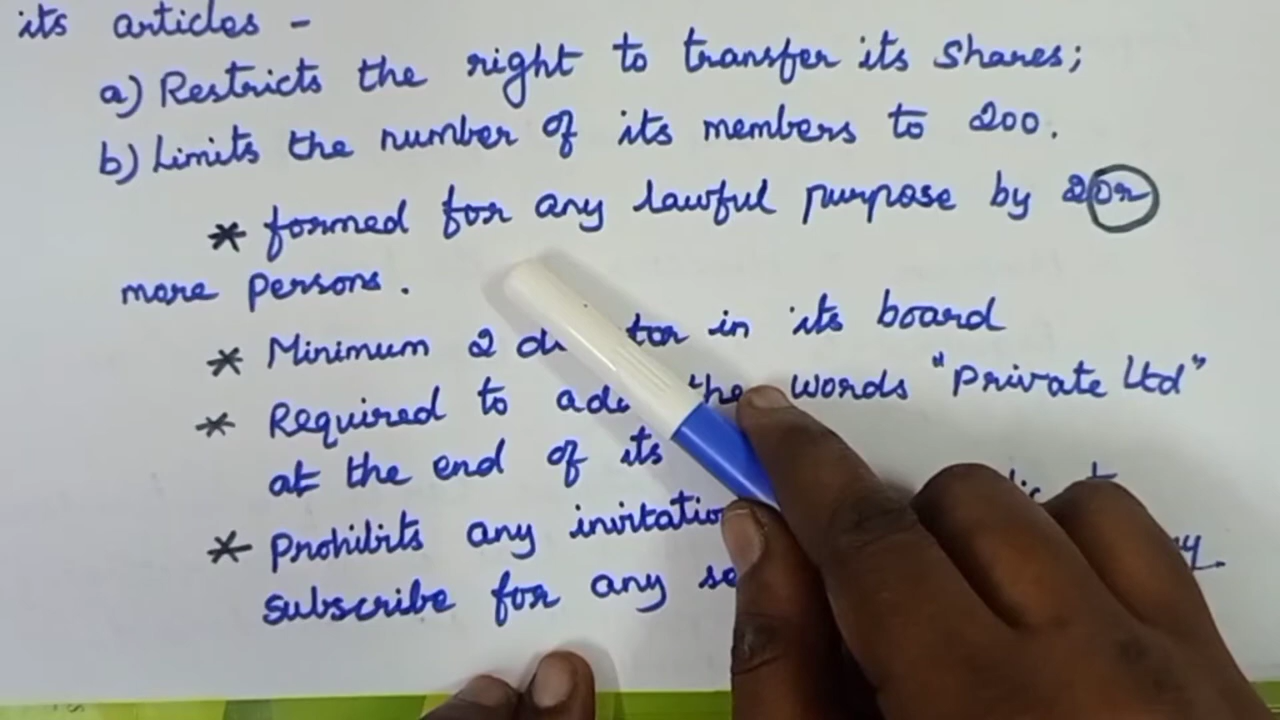 its articles -
a) Restricts the right to transfer its shares;
b) Limits the number of its members to 200.
* formed for any lawful purpose by 2 or
more persons.
* Minimum 2 in its board
* Required to add the words "Private Ltd"
at the end of its
* Prohibits any invitation
subscribe for any